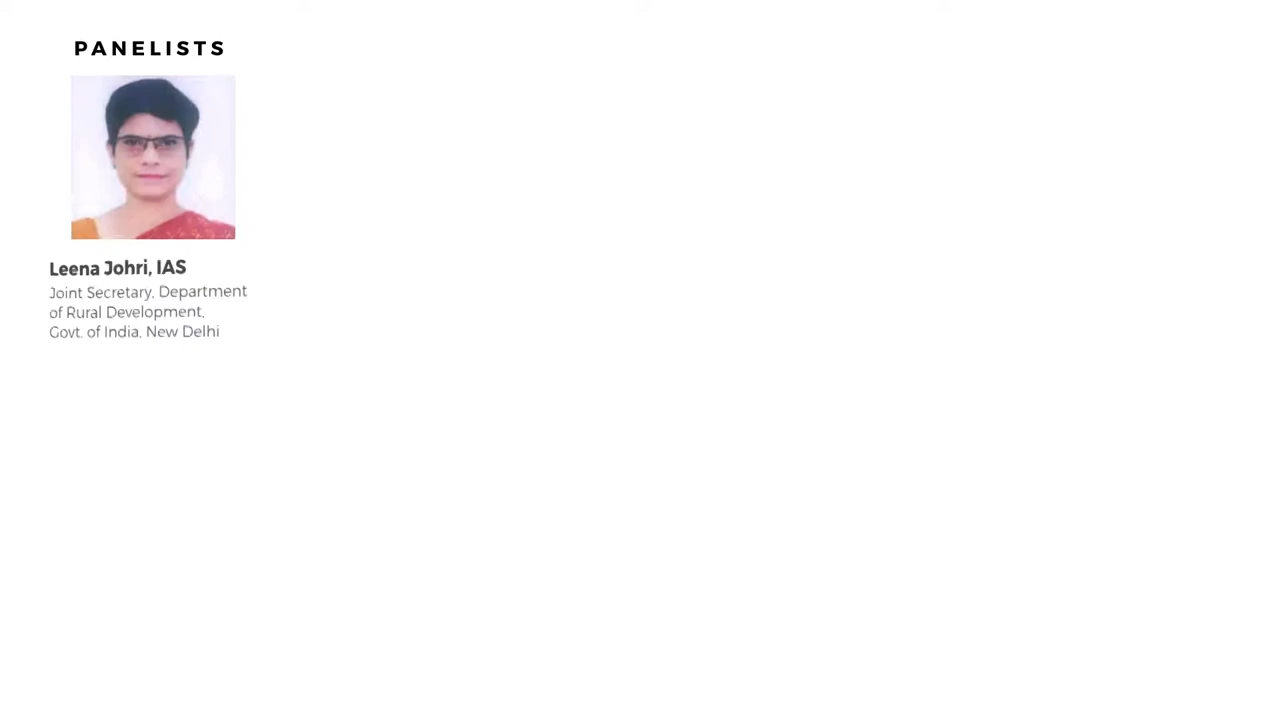 PANELISTS
Leena Johri, IAS
Joint Secretary, Department
of Rural Development,
Govt. of India, New Delhi